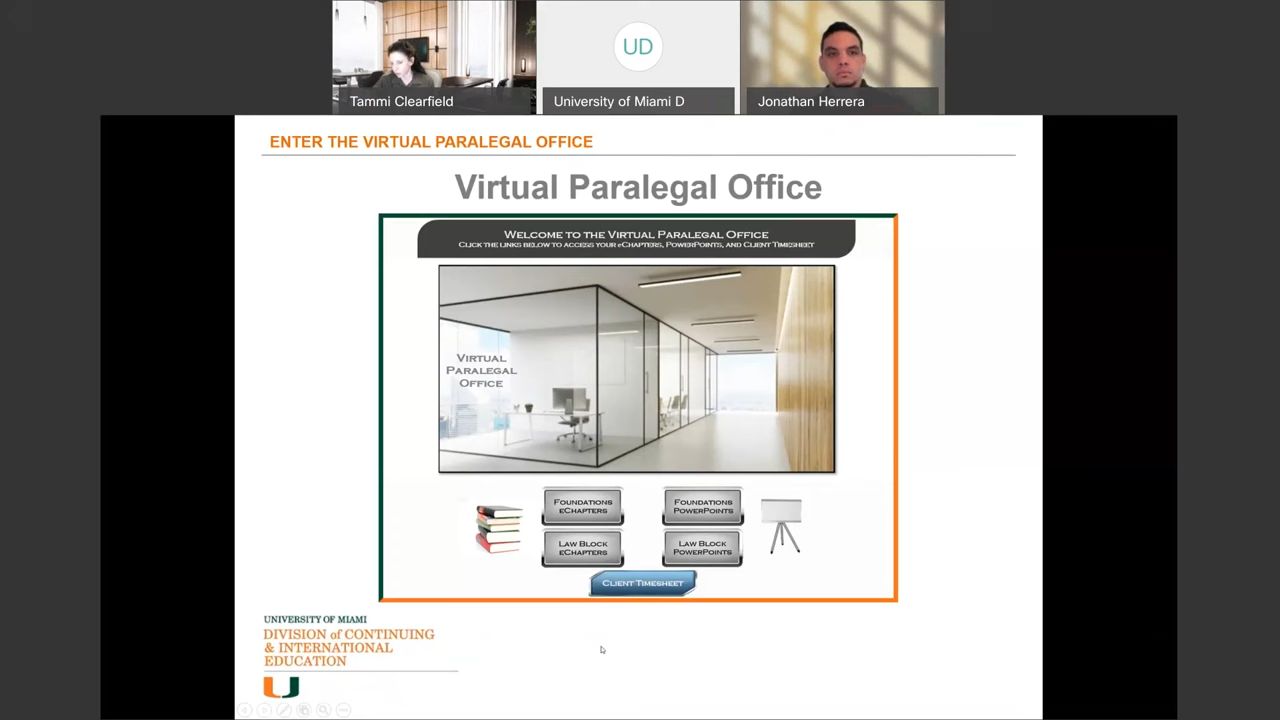 UD
Tammi Clearfield
University of Miami D
Jonathan Herrera
ENTER THE VIRTUAL PARALEGAL OFFICE
Virtual Paralegal Office
WELCOME TO THE VIRTUAL PARALEGAL OFFICE
CLICK THE LINKS BELOW TO ACCESS YOUR eCHAPTERS, POWERPOINTS, AND CLIENT TIMESHEET
VIRTUAL
PARALEGAL
OFFICE
FOUNDATIONS
eCHAPTERS
FOUNDATIONS
POWERPOINTS
LAW BLOCK
eCHAPTERS
LAW BLOCK
POWERPOINTS
CLIENT TIMESHEET
UNIVERSITY OF MIAMI
DIVISION of CONTINUING
& INTERNATIONAL
EDUCATION